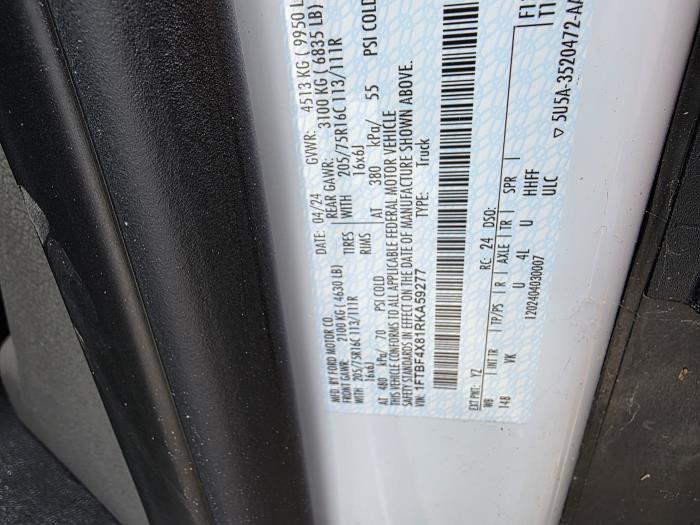 MFD. BY FORD MOTOR CO. DATE: 04/24 GVWR: 4513 KG ( 9950 L
FRONT GAWR: 2100 KG ( 4630 LB) REAR GAWR: 3100 KG ( 6835 LB)
WITH 205/75R16C 113/111R TIRES WITH 205/75R16C 113/111R
16x6J RIMS 16x6J
AT 480 kPa/ 70 PSI COLD AT 380 kPa/ 55 PSI COLD
THIS VEHICLE CONFORMS TO ALL APPLICABLE FEDERAL MOTOR VEHICLE
SAFETY STANDARDS IN EFFECT ON THE DATE OF MANUFACTURE SHOWN ABOVE.
VIN: 1FTBF4X81RKA59277 TYPE: Truck
EXT PNT: YZ RC: 24 DSO:
WB INT TR TP/PS R AXLE TR SPR
148 VK U 4L U HHFF
1202404030007 ULC
5U5A-3520472-AA